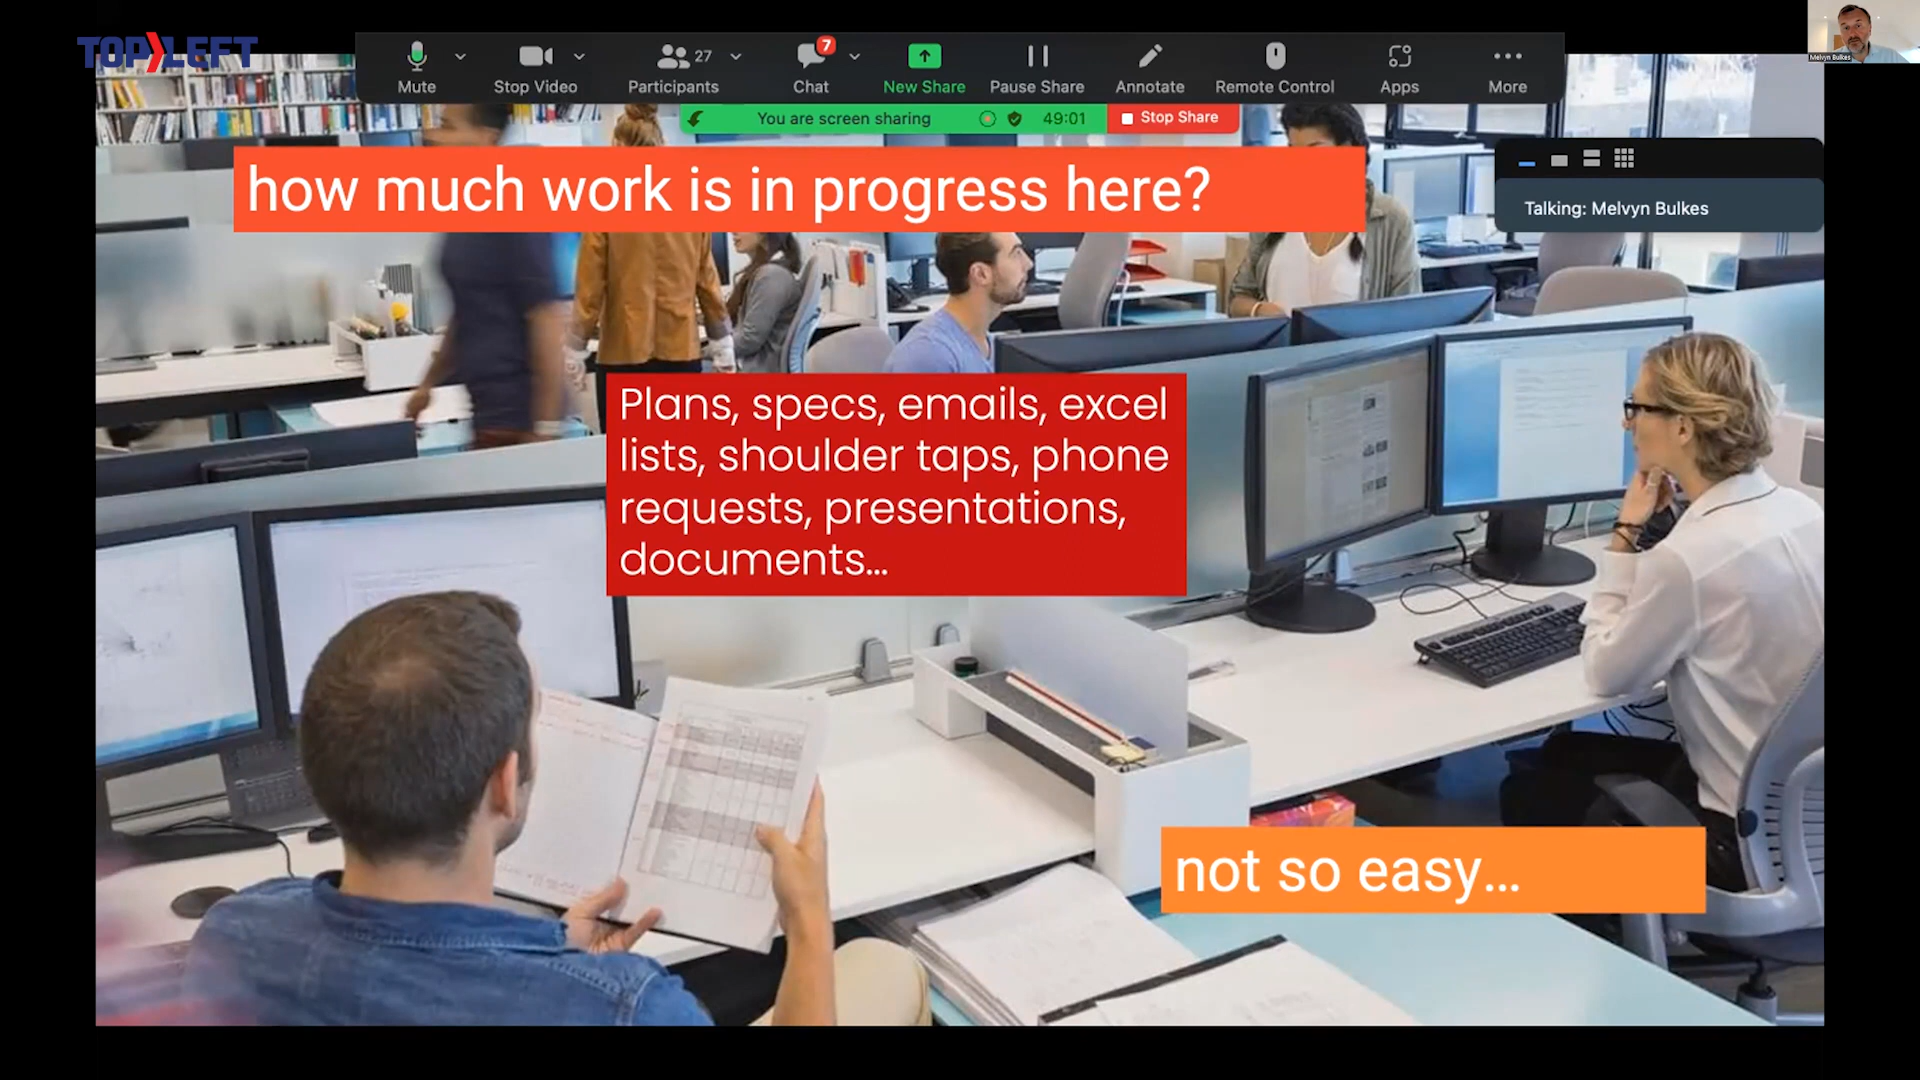 TOP LEFT
Mute
Stop Video
27
Participants
7
Chat
New Share
Pause Share
Annotate
Remote Control
Apps
More
Melvyn Bulkes
You are screen sharing
49:01
Stop Share
how much work is in progress here?
Talking: Melvyn Bulkes
Plans, specs, emails, excel
lists, shoulder taps, phone
requests, presentations,
documents...
not so easy...